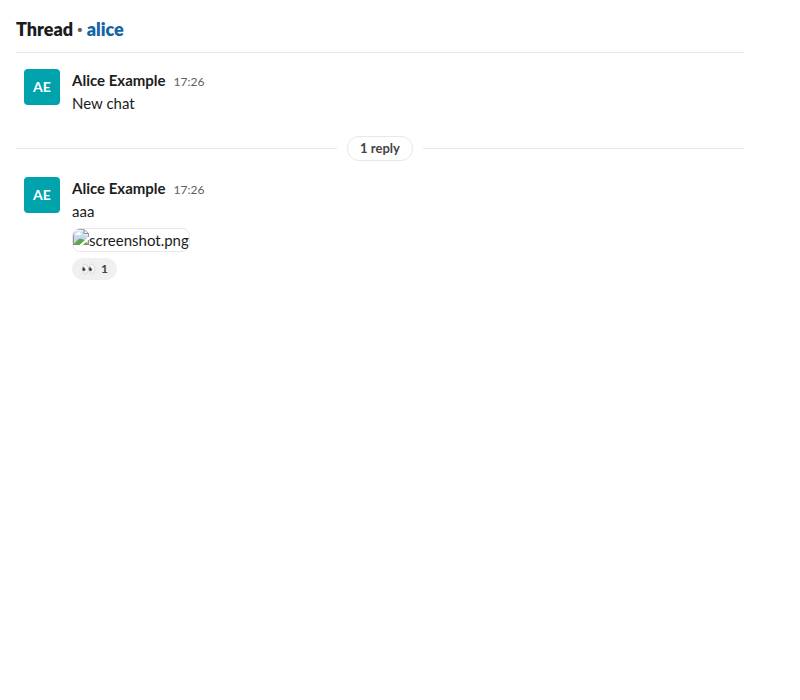 Thread • alice
AE
Alice Example 17:26
New chat
1 reply
AE
Alice Example 17:26
aaa
screenshot.png
👀 1